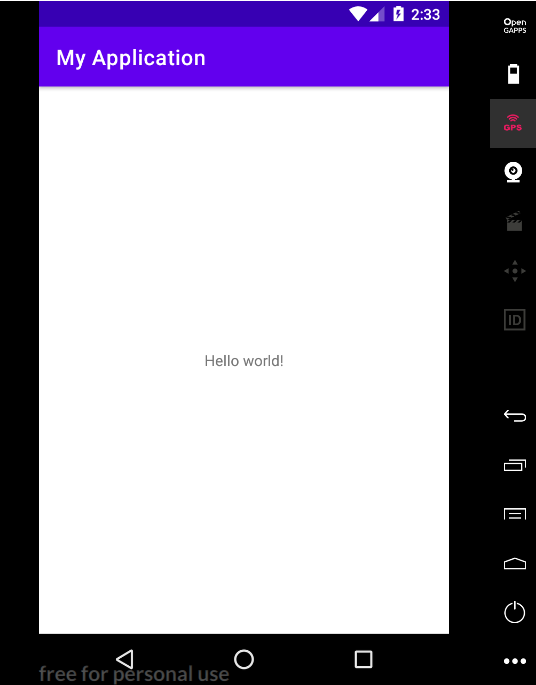 2:33
Open
GAPPS
My Application
GPS
ID
Hello world!
free for personal use